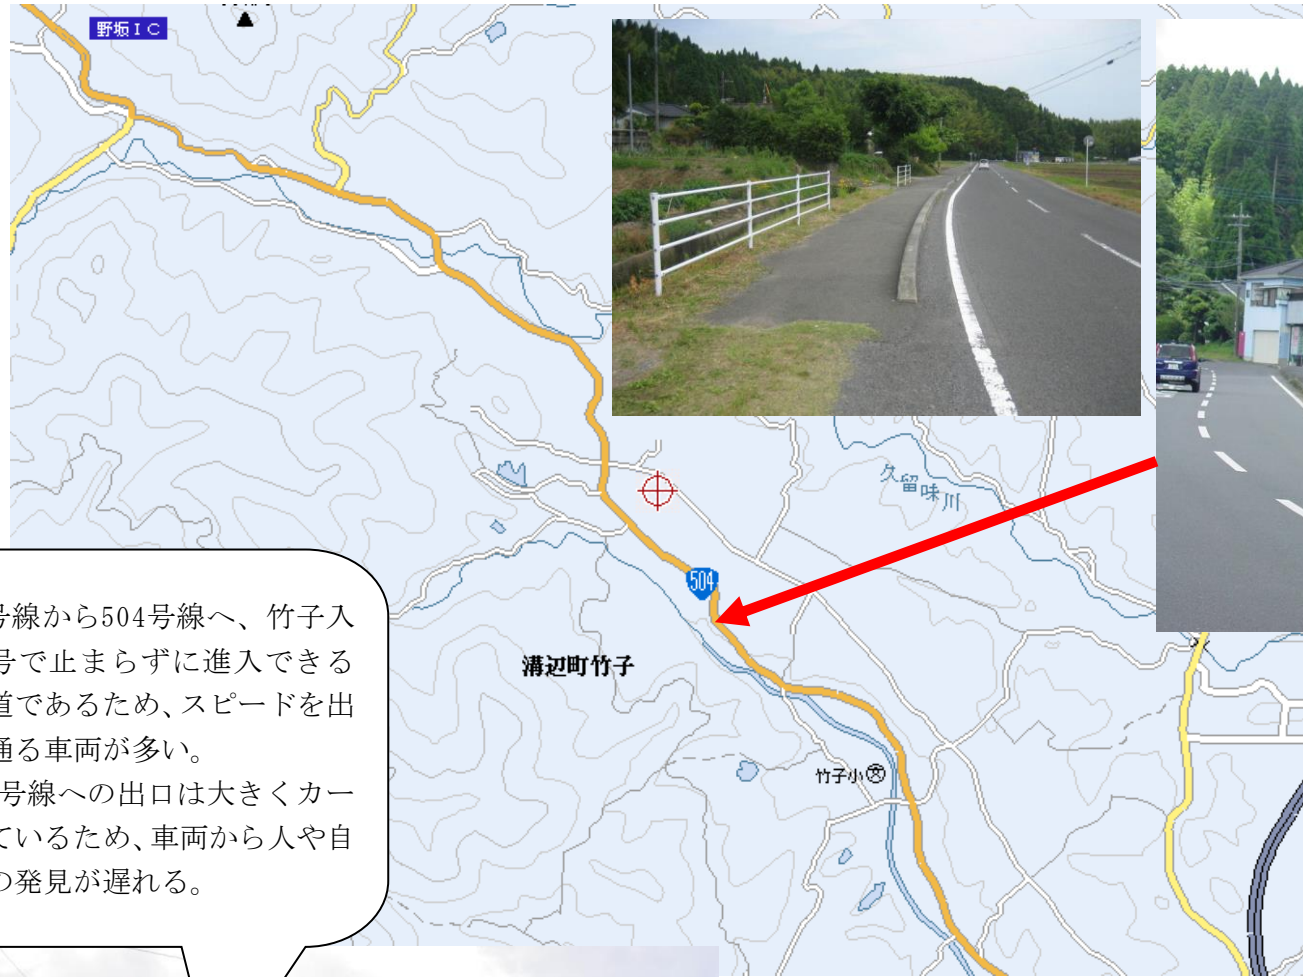 野坂ＩＣ
久留味川
504
溝辺町竹子
竹子小
号線から504号線へ、竹子入
号で止まらずに進入できる
道であるため、スピードを出
通る車両が多い。
号線への出口は大きくカー
ているため、車両から人や自
の発見が遅れる。